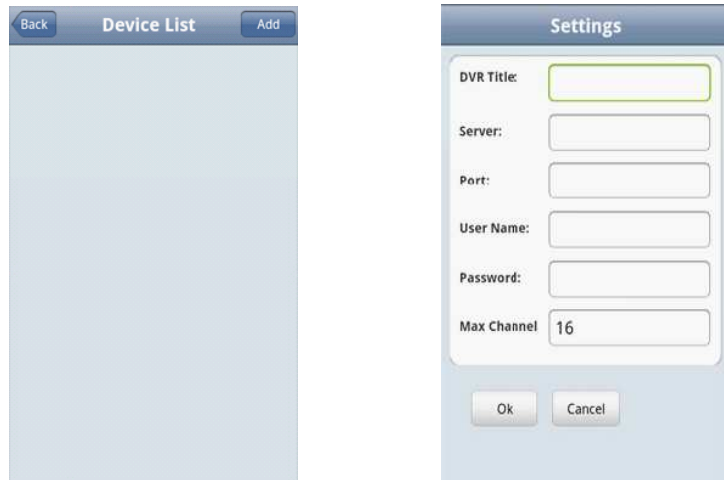 Back
Device List
Add
Settings
DVR Title:
Server:
Port:
User Name:
Password:
Max Channel
16
Ok
Cancel